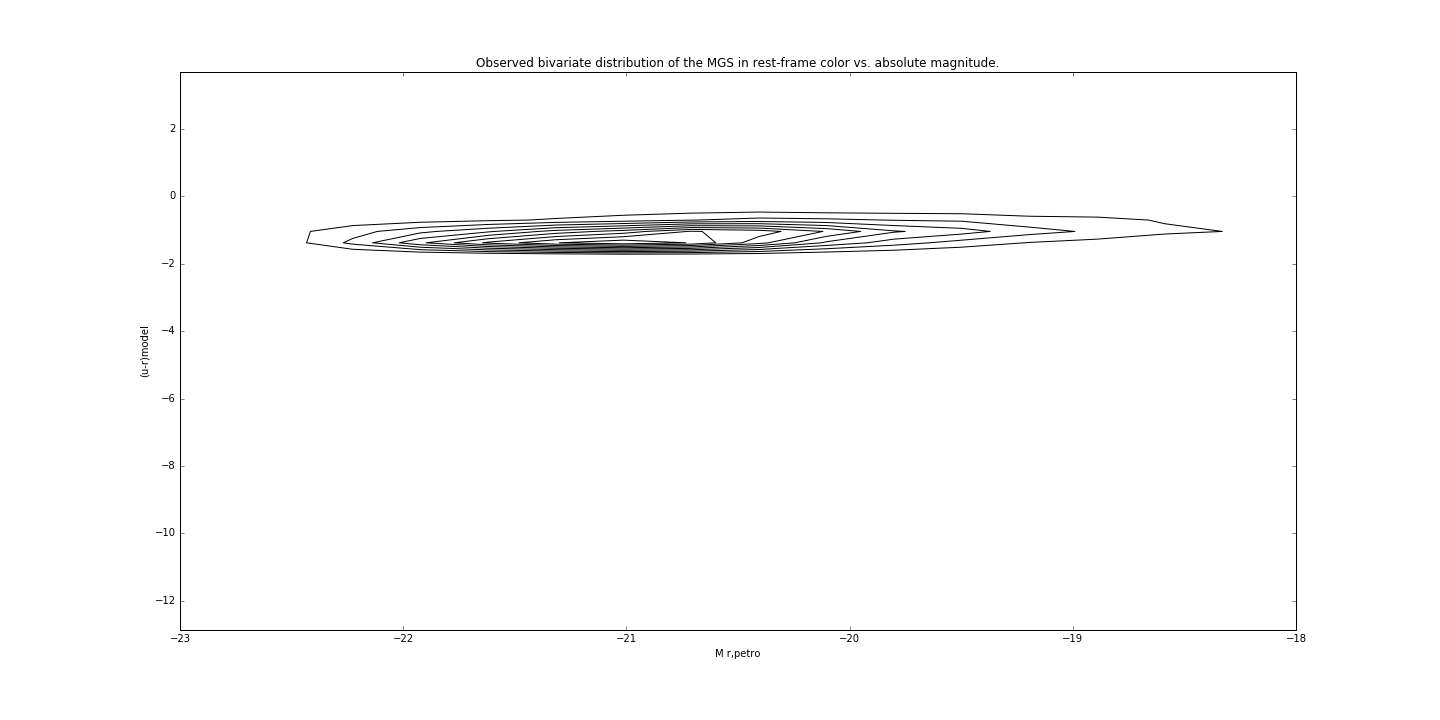 Observed bivariate distribution of the MGS in rest-frame color vs. absolute magnitude.
2
0
−2
−4
−6
−8
−10
−12
(u-r)model
−23 −22 −21 −20 −19 −18
M r,petro